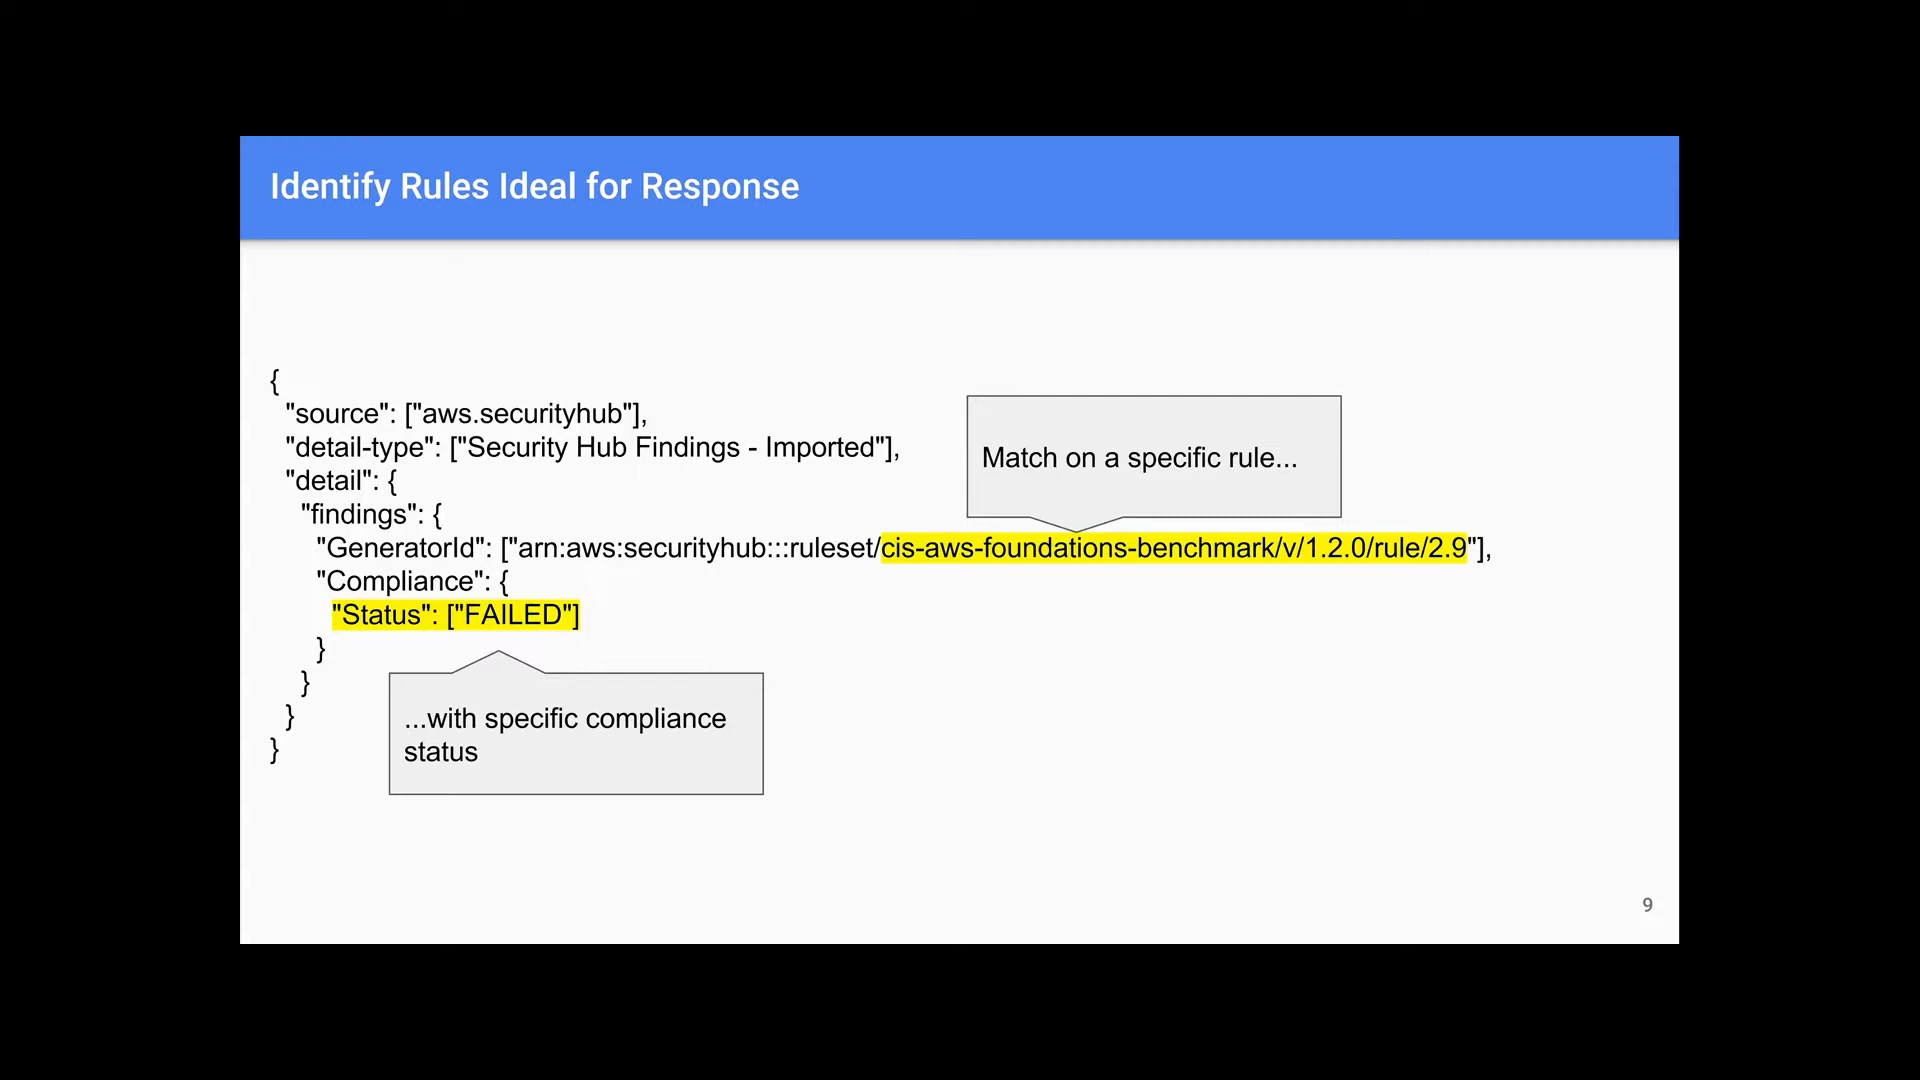 Identify Rules Ideal for Response
{
"source": ["aws.securityhub"],
"detail-type": ["Security Hub Findings - Imported"],
"detail": {
"findings": {
"GeneratorId": ["arn:aws:securityhub:::ruleset/cis-aws-foundations-benchmark/v/1.2.0/rule/2.9"],
"Compliance": {
"Status": ["FAILED"]
}
}
}
}
Match on a specific rule...
...with specific compliance
status
9